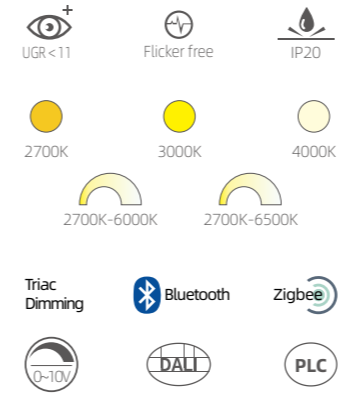 UGR<11
Flicker free
IP20
2700K
3000K
4000K
2700K-6000K
2700K-6500K
Triac
Dimming
Bluetooth
Zigbee
0~10V
DALI
PLC